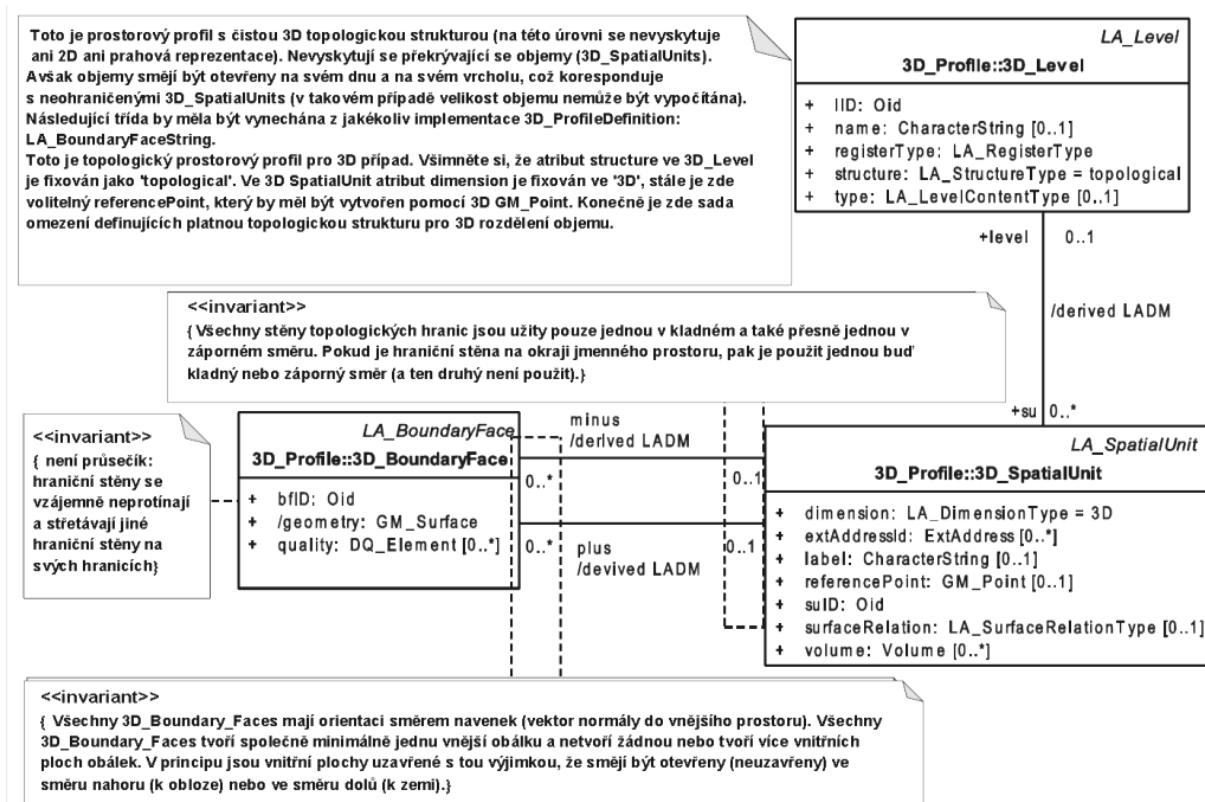 Toto je prostorový profil s čistou 3D topologickou strukturou (na této úrovni se nevyskytuje
ani 2D ani prahová reprezentace). Nevyskytují se překrývající se objemy (3D_SpatialUnits).
Avšak objemy smějí být otevřeny na svém dnu a na svém vrcholu, což koresponduje
s neohraničenými 3D_SpatialUnits (v takovém případě velikost objemu nemůže být vypočítána).
Následující třída by měla být vynechána z jakékoliv implementace 3D_ProfileDefinition:
LA_BoundaryFaceString.
Toto je topologický prostorový profil pro 3D případ. Všimněte si, že atribut structure ve 3D_Level
je fixován jako 'topological'. Ve 3D SpatialUnit atribut dimension je fixován ve '3D', stále je zde
volitelný referencePoint, který by měl být vytvořen pomocí 3D GM_Point. Konečně je zde sada
omezení definujících platnou topologickou strukturu pro 3D rozdělení objemu.
LA_Level
3D_Profile::3D_Level
+ lID: Oid
+ name: CharacterString [0..1]
+ registerType: LA_RegisterType
+ structure: LA_StructureType = topological
+ type: LA_LevelContentType [0..1]
+level 0..1
/derived LADM
+su 0..*
<<invariant>>
{ Všechny stěny topologických hranic jsou užity pouze jednou v kladném a také přesně jednou v
záporném směru. Pokud je hraniční stěna na okraji jmenného prostoru, pak je použit jednou buď
kladný nebo záporný směr (a ten druhý není použit).}
<<invariant>>
{ není průsečík:
hraniční stěny se
vzájemně neprotínají
a střetávají jiné
hraniční stěny na
svých hranicích}
LA_BoundaryFace
3D_Profile::3D_BoundaryFace
+ bfID: Oid
+ /geometry: GM_Surface
+ quality: DQ_Element [0..*]
minus
/derived LADM
0..* 0..1
0..* 0..1
plus
/devived LADM
LA_SpatialUnit
3D_Profile::3D_SpatialUnit
+ dimension: LA_DimensionType = 3D
+ extAddressId: ExtAddress [0..*]
+ label: CharacterString [0..1]
+ referencePoint: GM_Point [0..1]
+ suID: Oid
+ surfaceRelation: LA_SurfaceRelationType [0..1]
+ volume: Volume [0..*]
<<invariant>>
{ Všechny 3D_Boundary_Faces mají orientaci směrem navenek (vektor normály do vnějšího prostoru). Všechny
3D_Boundary_Faces tvoří společně minimálně jednu vnější obálku a netvoří žádnou nebo tvoří více vnitřních
ploch obálek. V principu jsou vnitřní plochy uzavřené s tou výjimkou, že smějí být otevřeny (neuzavřeny) ve
směru nahoru (k obloze) nebo ve směru dolů (k zemi).}